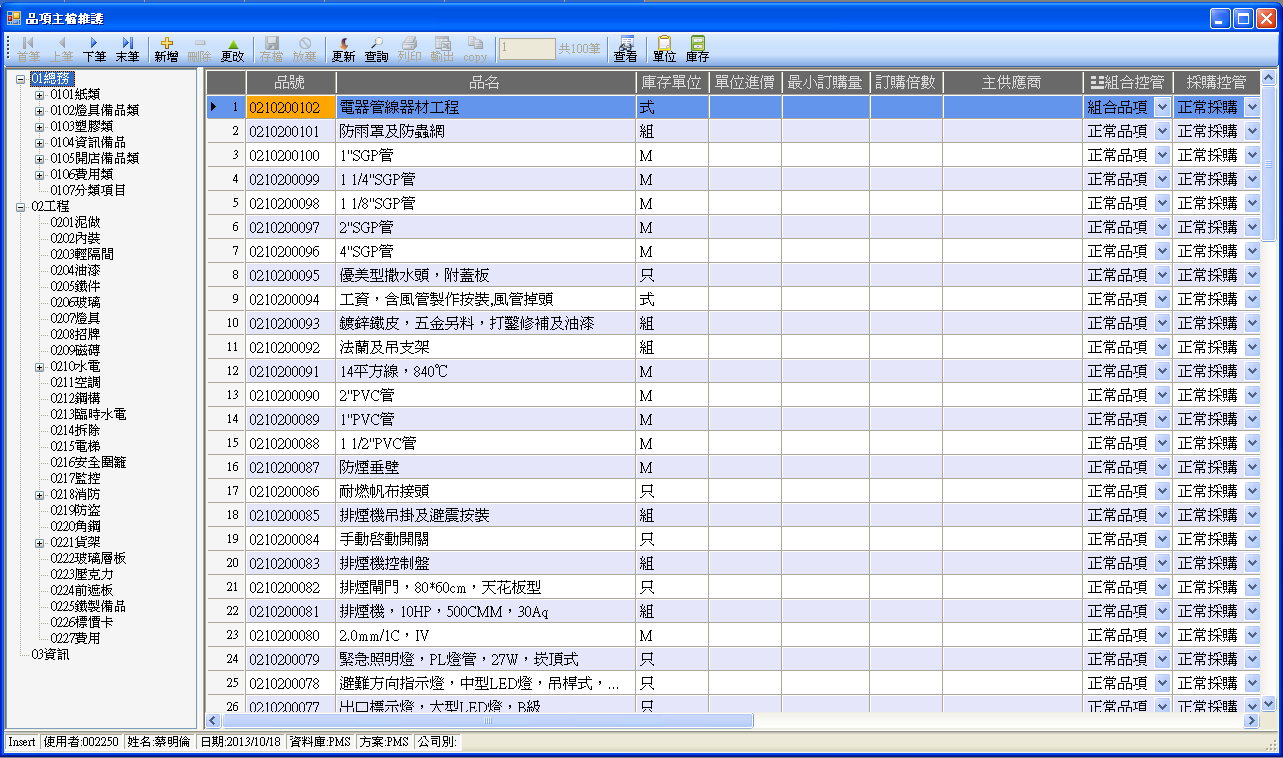 品項主檔維護
首筆 上筆 下筆 末筆 新增 刪除 更改 存檔 放棄 更新 查詢 列印 輸出 copy 1 共100筆 查看 單位 庫存
01總務
0101紙類
0102燈具備品類
0103塑膠類
0104資訊備品
0105開店備品類
0106費用類
0107分類項目
02工程
0201泥做
0202內裝
0203輕隔間
0204油漆
0205鐵件
0206玻璃
0207燈具
0208招牌
0209磁磚
0210水電
0211空調
0212鋼構
0213臨時水電
0214拆除
0215電梯
0216安全圍籬
0217監控
0218消防
0219防盜
0220角鋼
0221貨架
0222玻璃層板
0223壓克力
0224前遮板
0225鐵製備品
0226標價卡
0227費用
03資訊
品號 品名 庫存單位 單位進價 最小訂購量 訂購倍數 主供應商 組合控管 採購控管
1 0210200102 電器管線器材工程 式 組合品項 正常採購
2 0210200101 防雨罩及防蟲網 組 正常品項 正常採購
3 0210200100 1"SGP管 M 正常品項 正常採購
4 0210200099 1 1/4"SGP管 M 正常品項 正常採購
5 0210200098 1 1/8"SGP管 M 正常品項 正常採購
6 0210200097 2"SGP管 M 正常品項 正常採購
7 0210200096 4"SGP管 M 正常品項 正常採購
8 0210200095 優美型撒水頭，附蓋板 只 正常品項 正常採購
9 0210200094 工資，含風管製作按裝,風管掉頭 式 正常品項 正常採購
10 0210200093 鍍鋅鐵皮，五金另料，打鑿修補及油漆 組 正常品項 正常採購
11 0210200092 法蘭及吊支架 組 正常品項 正常採購
12 0210200091 14平方線，840℃ M 正常品項 正常採購
13 0210200090 2"PVC管 M 正常品項 正常採購
14 0210200089 1"PVC管 M 正常品項 正常採購
15 0210200088 1 1/2"PVC管 M 正常品項 正常採購
16 0210200087 防煙垂壁 M 正常品項 正常採購
17 0210200086 耐燃帆布接頭 只 正常品項 正常採購
18 0210200085 排煙機吊掛及避震按裝 組 正常品項 正常採購
19 0210200084 手動啓動開關 只 正常品項 正常採購
20 0210200083 排煙機控制盤 組 正常品項 正常採購
21 0210200082 排煙閘門，80*60cm，天花板型 只 正常品項 正常採購
22 0210200081 排煙機，10HP，500CMM，30Aq 組 正常品項 正常採購
23 0210200080 2.0mm/1C，IV M 正常品項 正常採購
24 0210200079 緊急照明燈，PL燈管，27W，崁頂式 只 正常品項 正常採購
25 0210200078 避難方向指示燈，中型LED燈，吊桿式，... 只 正常品項 正常採購
26 0210200077 出口標示燈，大型LED燈，B級 只 正常品項 正常採購
Insert 使用者:002250 姓名:蔡明倫 日期:2013/10/18 資料庫:PMS 方案:PMS 公司別: